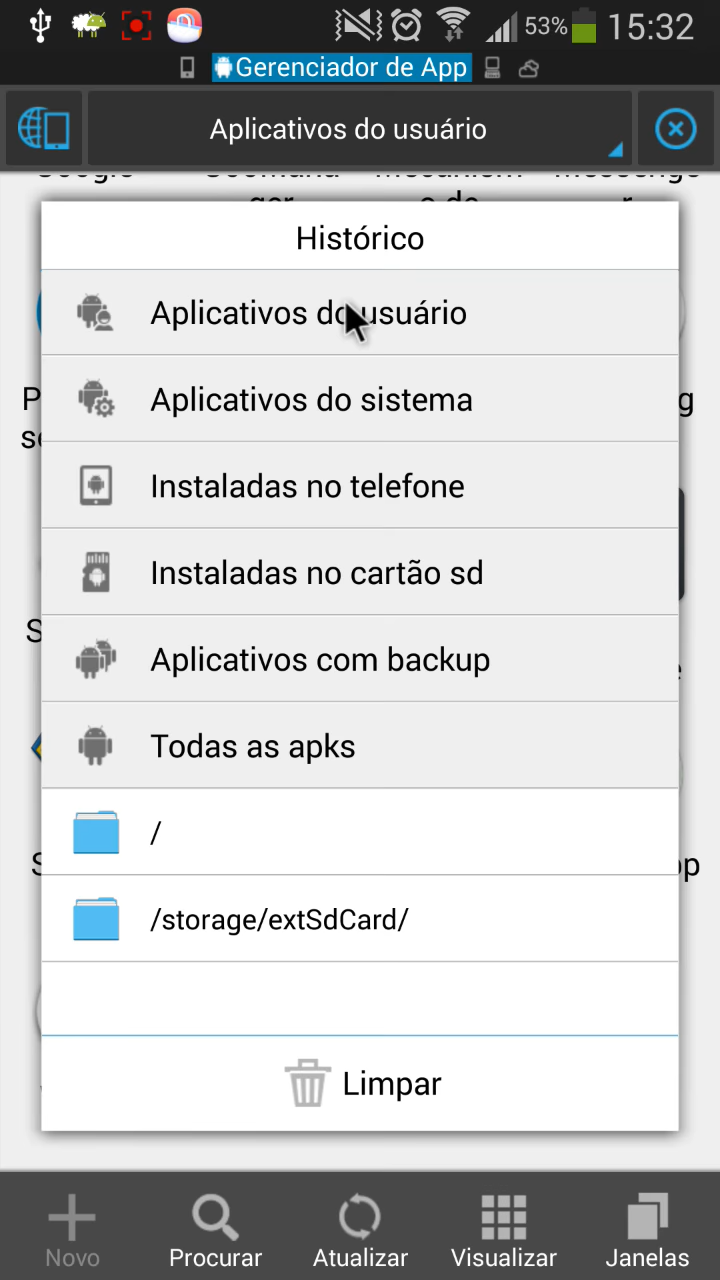 53% 15:32
Gerenciador de App
Aplicativos do usuário
Google
Histórico
Aplicativos do usuário
Aplicativos do sistema
Instaladas no telefone
Instaladas no cartão sd
Aplicativos com backup
Todas as apks
/
/storage/extSdCard/
Limpar
Novo Procurar Atualizar Visualizar Janelas